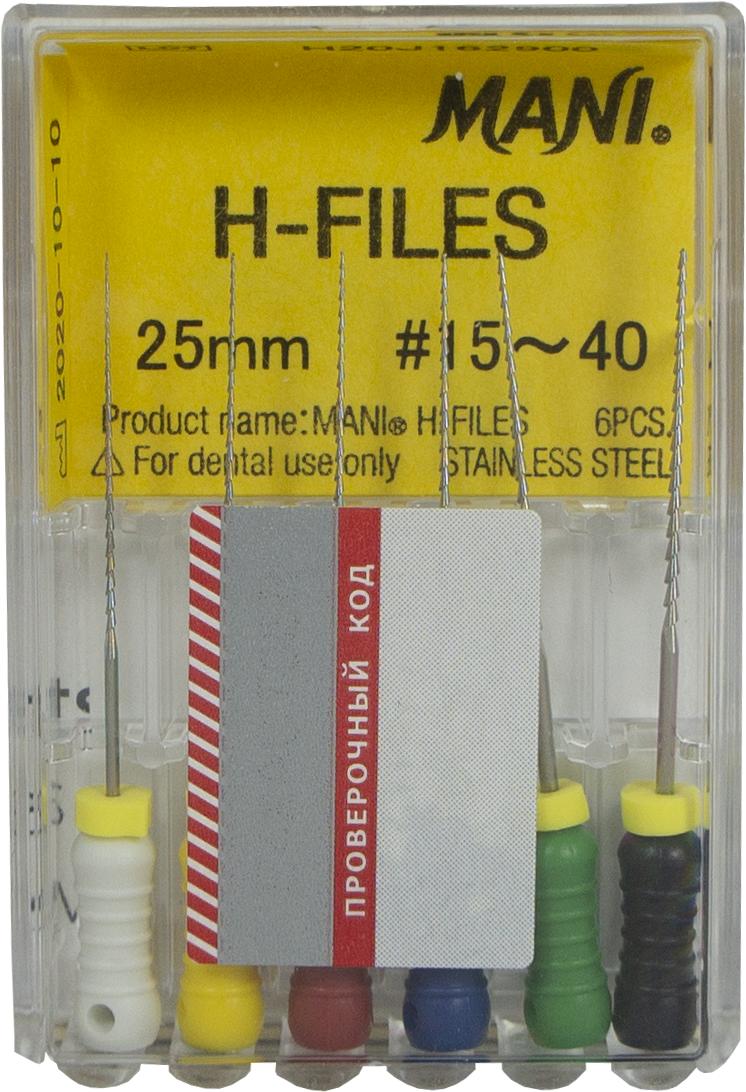 H20J162900
MANI®
H-FILES
25mm #15~40
Product name: MANI® H-FILES 6PCS.
⚠ For dental use only STAINLESS STEEL
2020-10-10
ПРОВЕРОЧНЫЙ КОД